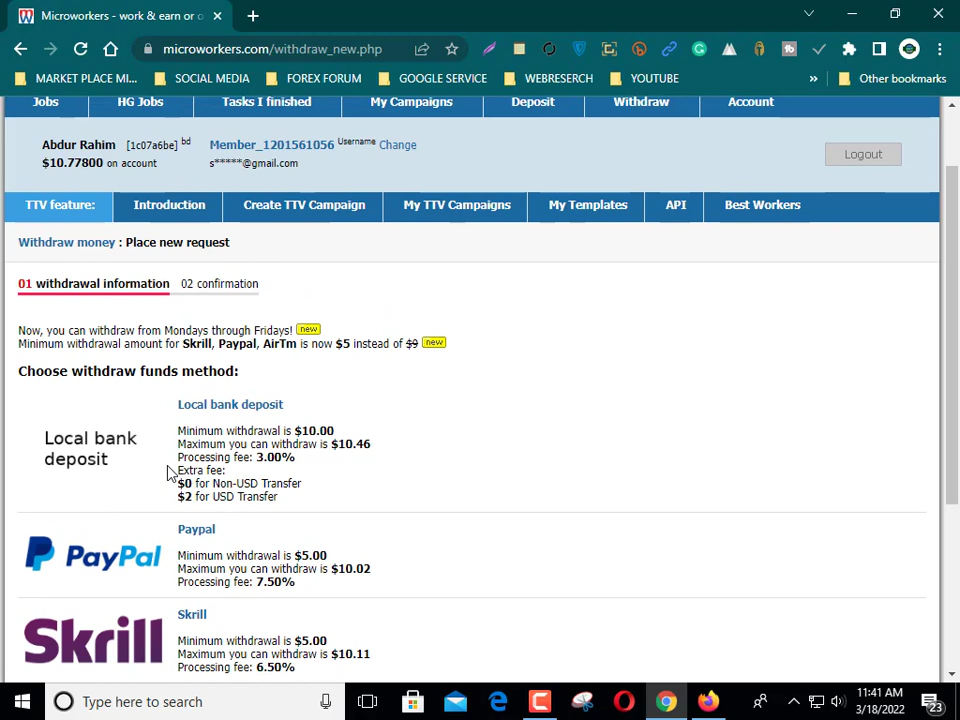 Microworkers - work & earn or o
microworkers.com/withdraw_new.php
MARKET PLACE MI... SOCIAL MEDIA FOREX FORUM GOOGLE SERVICE WEBRESERCH YOUTUBE » Other bookmarks
Jobs HG Jobs Tasks I finished My Campaigns Deposit Withdraw Account
Abdur Rahim [1c07a6be] bd Member_1201561056 Username Change
$10.77800 on account s*****@gmail.com
Logout
TTV feature: Introduction Create TTV Campaign My TTV Campaigns My Templates API Best Workers
Withdraw money : Place new request
01 withdrawal information 02 confirmation
Now, you can withdraw from Mondays through Fridays! new
Minimum withdrawal amount for Skrill, Paypal, AirTm is now $5 instead of $9 new
Choose withdraw funds method:
Local bank deposit
Local bank
deposit
Minimum withdrawal is $10.00
Maximum you can withdraw is $10.46
Processing fee: 3.00%
Extra fee:
$0 for Non-USD Transfer
$2 for USD Transfer
Paypal
PayPal
Minimum withdrawal is $5.00
Maximum you can withdraw is $10.02
Processing fee: 7.50%
Skrill
Skrill
Minimum withdrawal is $5.00
Maximum you can withdraw is $10.11
Processing fee: 6.50%
Type here to search
11:41 AM
3/18/2022
23